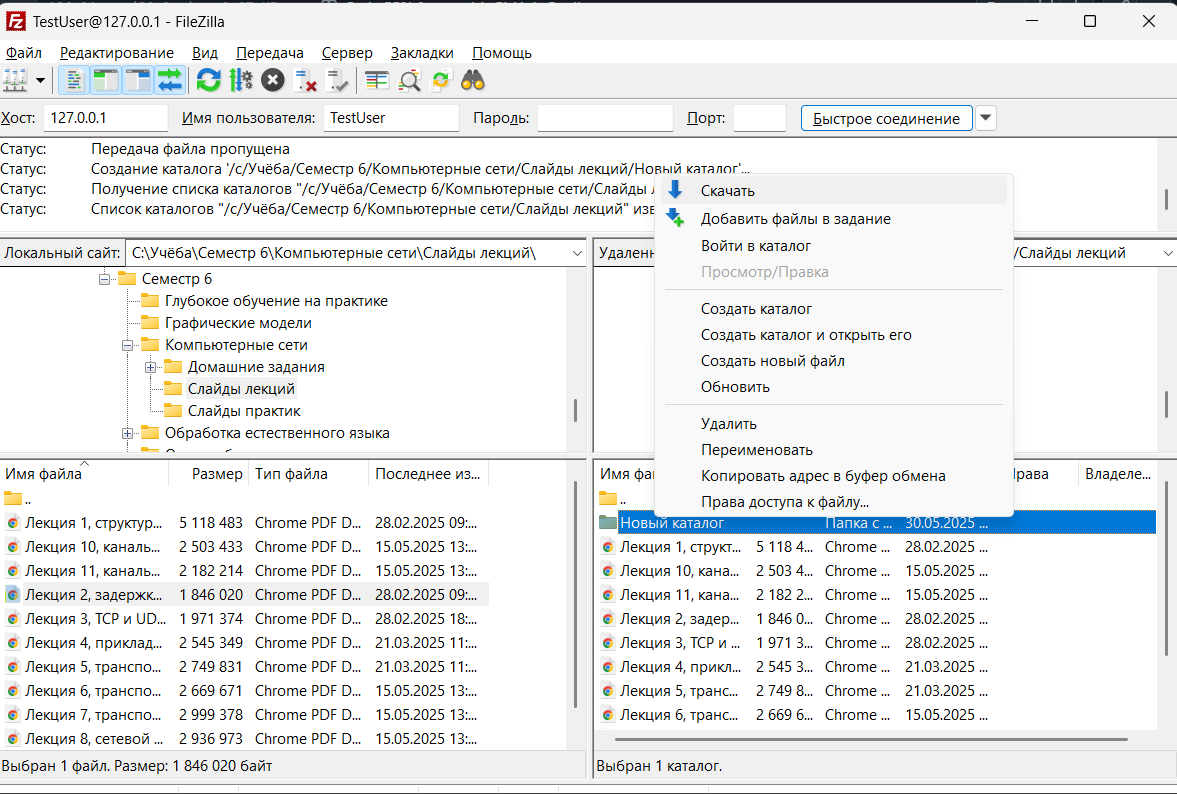 TestUser@127.0.0.1 - FileZilla
Файл Редактирование Вид Передача Сервер Закладки Помощь
Хост: 127.0.0.1 Имя пользователя: TestUser Пароль: Порт: Быстрое соединение
Статус: Передача файла пропущена
Статус: Создание каталога '/c/Учёба/Семестр 6/Компьютерные сети/Слайды лекций/Новый каталог'...
Статус: Получение списка каталогов "/c/Учёба/Семестр 6/Компьютерные сети/Слайды
Статус: Список каталогов "/c/Учёба/Семестр 6/Компьютерные сети/Слайды лекций" изв
Скачать
Добавить файлы в задание
Войти в каталог
Просмотр/Правка
Создать каталог
Создать каталог и открыть его
Создать новый файл
Обновить
Удалить
Переименовать
Копировать адрес в буфер обмена
Права доступа к файлу...
Локальный сайт: C:\Учёба\Семестр 6\Компьютерные сети\Слайды лекций\
Семестр 6
Глубокое обучение на практике
Графические модели
Компьютерные сети
Домашние задания
Слайды лекций
Слайды практик
Обработка естественного языка
Имя файла Размер Тип файла Последнее из...
..
Лекция 1, структур... 5 118 483 Chrome PDF D... 28.02.2025 09:...
Лекция 10, каналь... 2 503 433 Chrome PDF D... 15.05.2025 13:...
Лекция 11, каналь... 2 182 214 Chrome PDF D... 15.05.2025 13:...
Лекция 2, задержк... 1 846 020 Chrome PDF D... 28.02.2025 09:...
Лекция 3, TCP и UD... 1 971 374 Chrome PDF D... 28.02.2025 18:...
Лекция 4, приклад... 2 545 349 Chrome PDF D... 21.03.2025 11:...
Лекция 5, транспо... 2 749 831 Chrome PDF D... 21.03.2025 11:...
Лекция 6, транспо... 2 669 671 Chrome PDF D... 15.05.2025 13:...
Лекция 7, транспо... 2 999 378 Chrome PDF D... 15.05.2025 13:...
Лекция 8, сетевой ... 2 936 973 Chrome PDF D... 15.05.2025 13:...
Выбран 1 файл. Размер: 1 846 020 байт
Удаленн /Слайды лекций
Имя фай Права Владеле...
..
Новый каталог Папка с ... 30.05.2025 ...
Лекция 1, структ... 5 118 4... Chrome ... 28.02.2025 ...
Лекция 10, кана... 2 503 4... Chrome ... 15.05.2025 ...
Лекция 11, кана... 2 182 2... Chrome ... 15.05.2025 ...
Лекция 2, задер... 1 846 0... Chrome ... 28.02.2025 ...
Лекция 3, TCP и ... 1 971 3... Chrome ... 28.02.2025 ...
Лекция 4, прикл... 2 545 3... Chrome ... 21.03.2025 ...
Лекция 5, транс... 2 749 8... Chrome ... 21.03.2025 ...
Лекция 6, транс... 2 669 6... Chrome ... 15.05.2025 ...
Выбран 1 каталог.